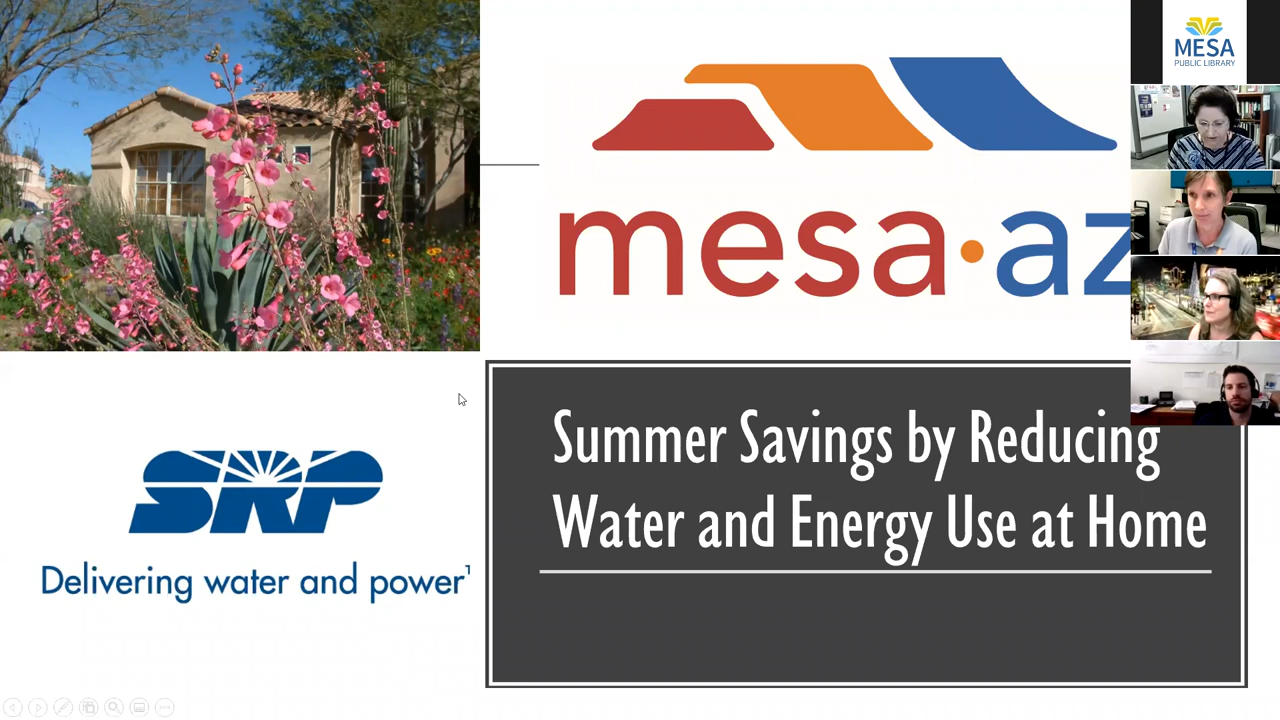 MESA
PUBLIC LIBRARY
mesa·az
SRP
Delivering water and power
Summer Savings by Reducing
Water and Energy Use at Home